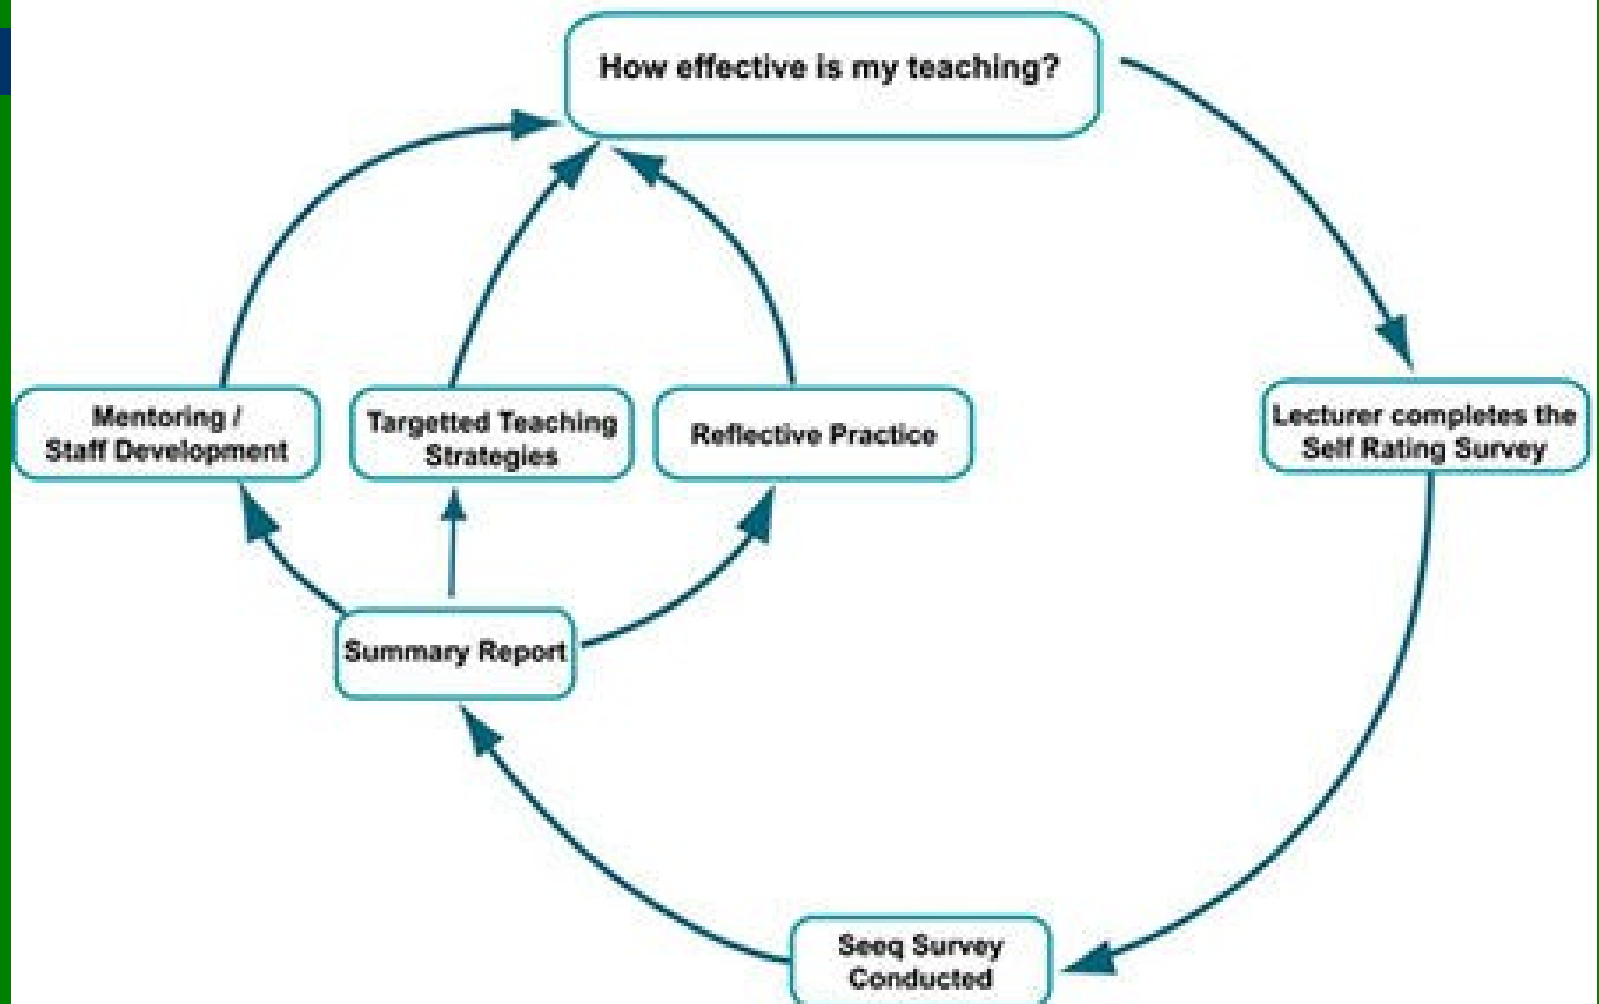 How effective is my teaching?
Mentoring /
Staff Development
Targetted Teaching
Strategies
Reflective Practice
Lecturer completes the
Self Rating Survey
Summary Report
Seeq Survey
Conducted